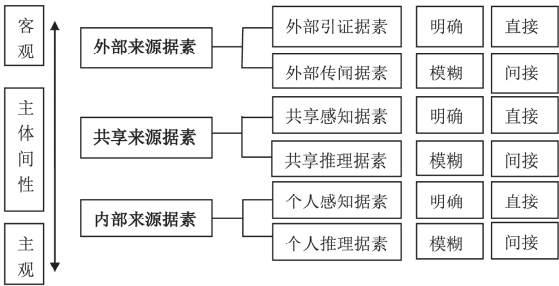 客观
主体间性
主观
外部来源据素
外部引证据素 明确 直接
外部传闻据素 模糊 间接
共享来源据素
共享感知据素 明确 直接
共享推理据素 模糊 间接
内部来源据素
个人感知据素 明确 直接
个人推理据素 模糊 间接